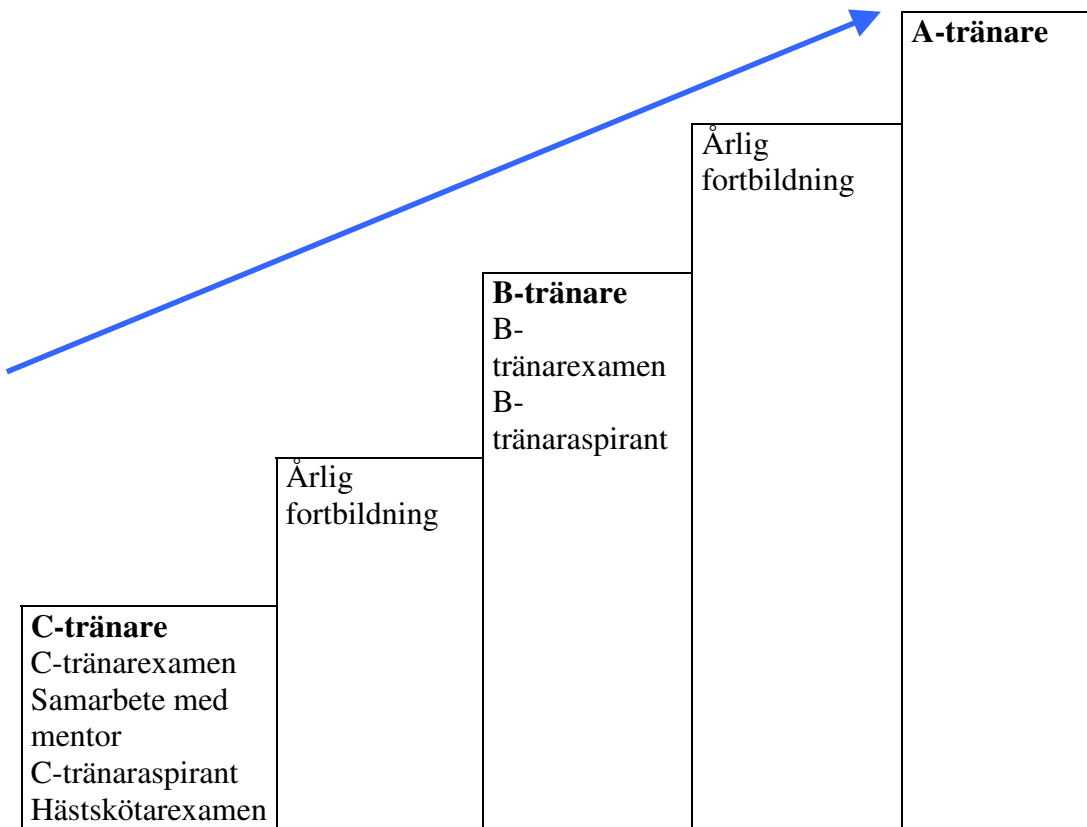 A-tränare
Årlig
fortbildning
B-tränare
B-
tränarexamen
B-
tränaraspirant
Årlig
fortbildning
C-tränare
C-tränarexamen
Samarbete med
mentor
C-tränaraspirant
Hästskötarexamen